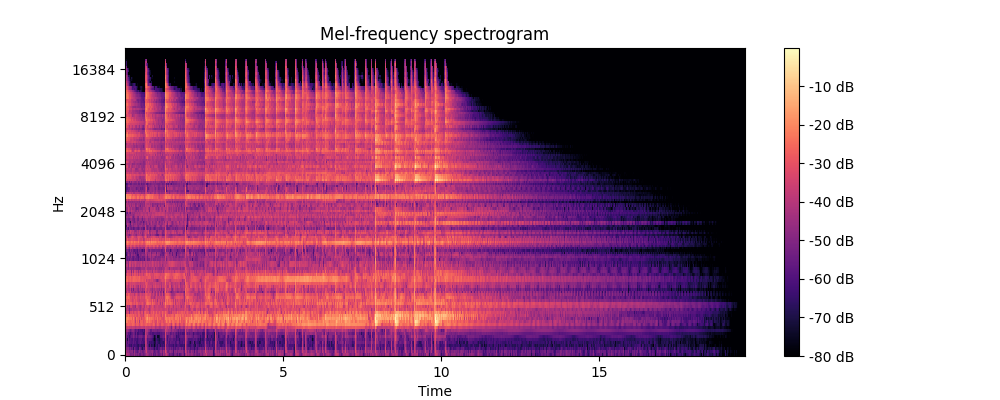 Mel-frequency spectrogram
16384
8192
4096
2048
1024
512
0
Hz
0
5
10
15
Time
-10 dB
-20 dB
-30 dB
-40 dB
-50 dB
-60 dB
-70 dB
-80 dB